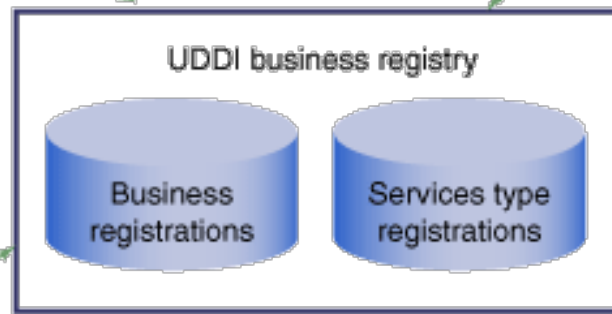 UDDI business registry
Business
registrations
Services type
registrations